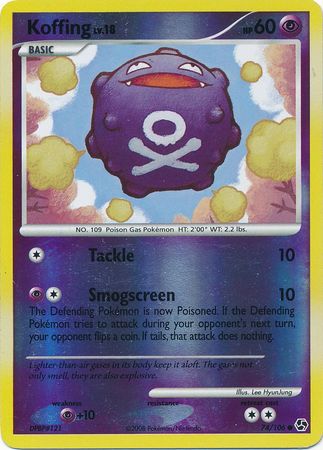 Koffing LV.18 HP 60
BASIC
NO. 109 Poison Gas Pokémon HT: 2'00" WT: 2.2 lbs.
Tackle 10
Smogscreen 10
The Defending Pokémon is now Poisoned. If the Defending
Pokémon tries to attack during your opponent's next turn,
your opponent flips a coin. If tails, that attack does nothing.
Lighter-than-air gases in its body keep it aloft. The gases not
only smell, they are also explosive.
Illus. Lee HyunJung
weakness resistance retreat cost
+10
DPBP#121 ©2008 Pokémon/Nintendo 74/106